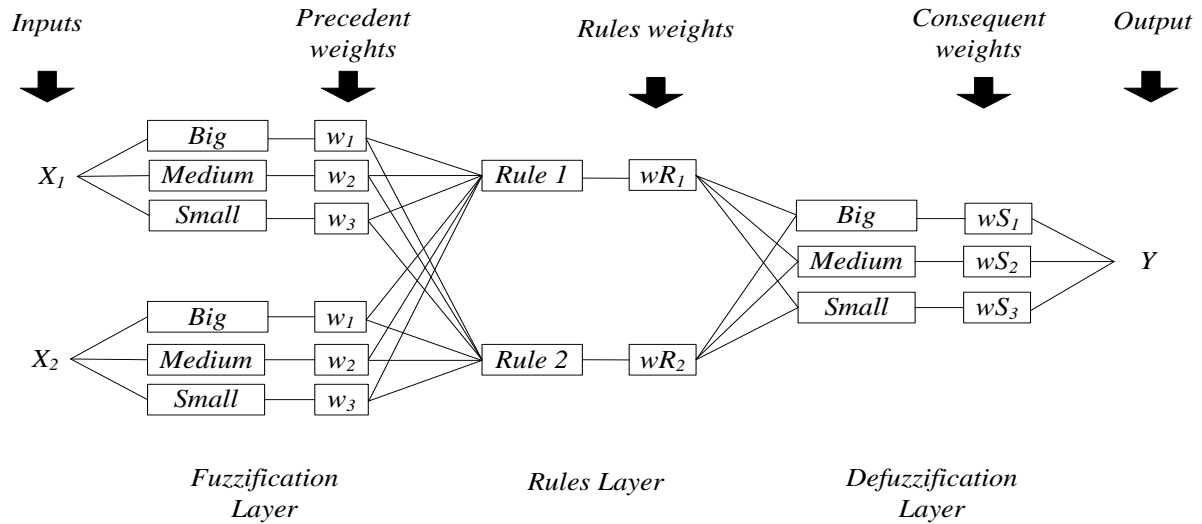 Inputs
Precedent
weights
Rules weights
Consequent
weights
Output
Big
w1
Medium
w2
Small
w3
X1
Rule 1
wR1
Big
wS1
Medium
wS2
Small
wS3
Y
Big
w1
Medium
w2
Small
w3
X2
Rule 2
wR2
Fuzzification
Layer
Rules Layer
Defuzzification
Layer